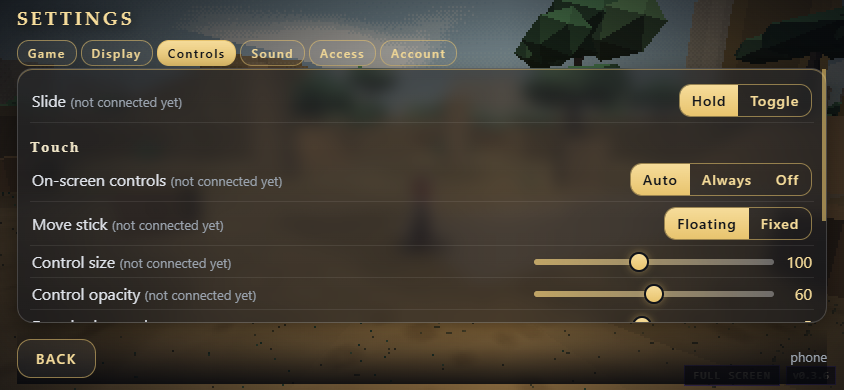 SETTINGS
Game Display Controls Sound Access Account
Slide (not connected yet) Hold Toggle
Touch
On-screen controls (not connected yet) Auto Always Off
Move stick (not connected yet) Floating Fixed
Control size (not connected yet) 100
Control opacity (not connected yet) 60
BACK
phone
FULL SCREEN